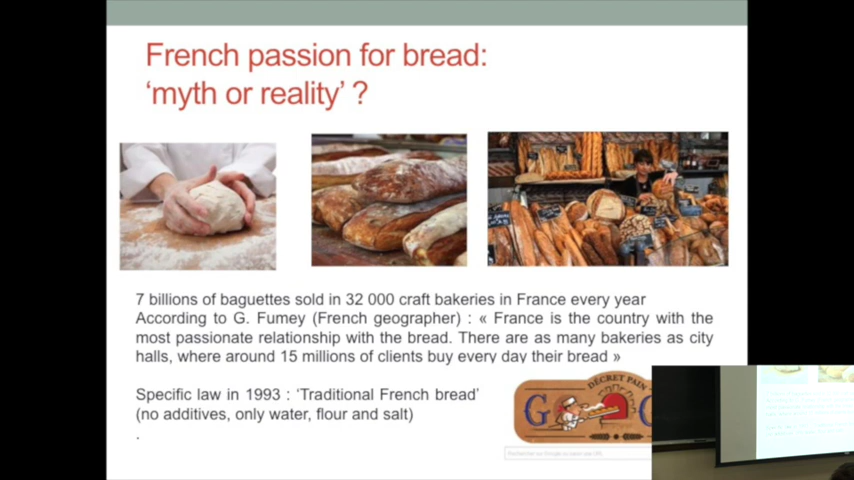 French passion for bread:
‘myth or reality’ ?
7 billions of baguettes sold in 32 000 craft bakeries in France every year
According to G. Fumey (French geographer) : « France is the country with the
most passionate relationship with the bread. There are as many bakeries as city
halls, where around 15 millions of clients buy every day their bread »
Specific law in 1993 : ‘Traditional French bread’
(no additives, only water, flour and salt)
.
DÉCRET PAIN
G